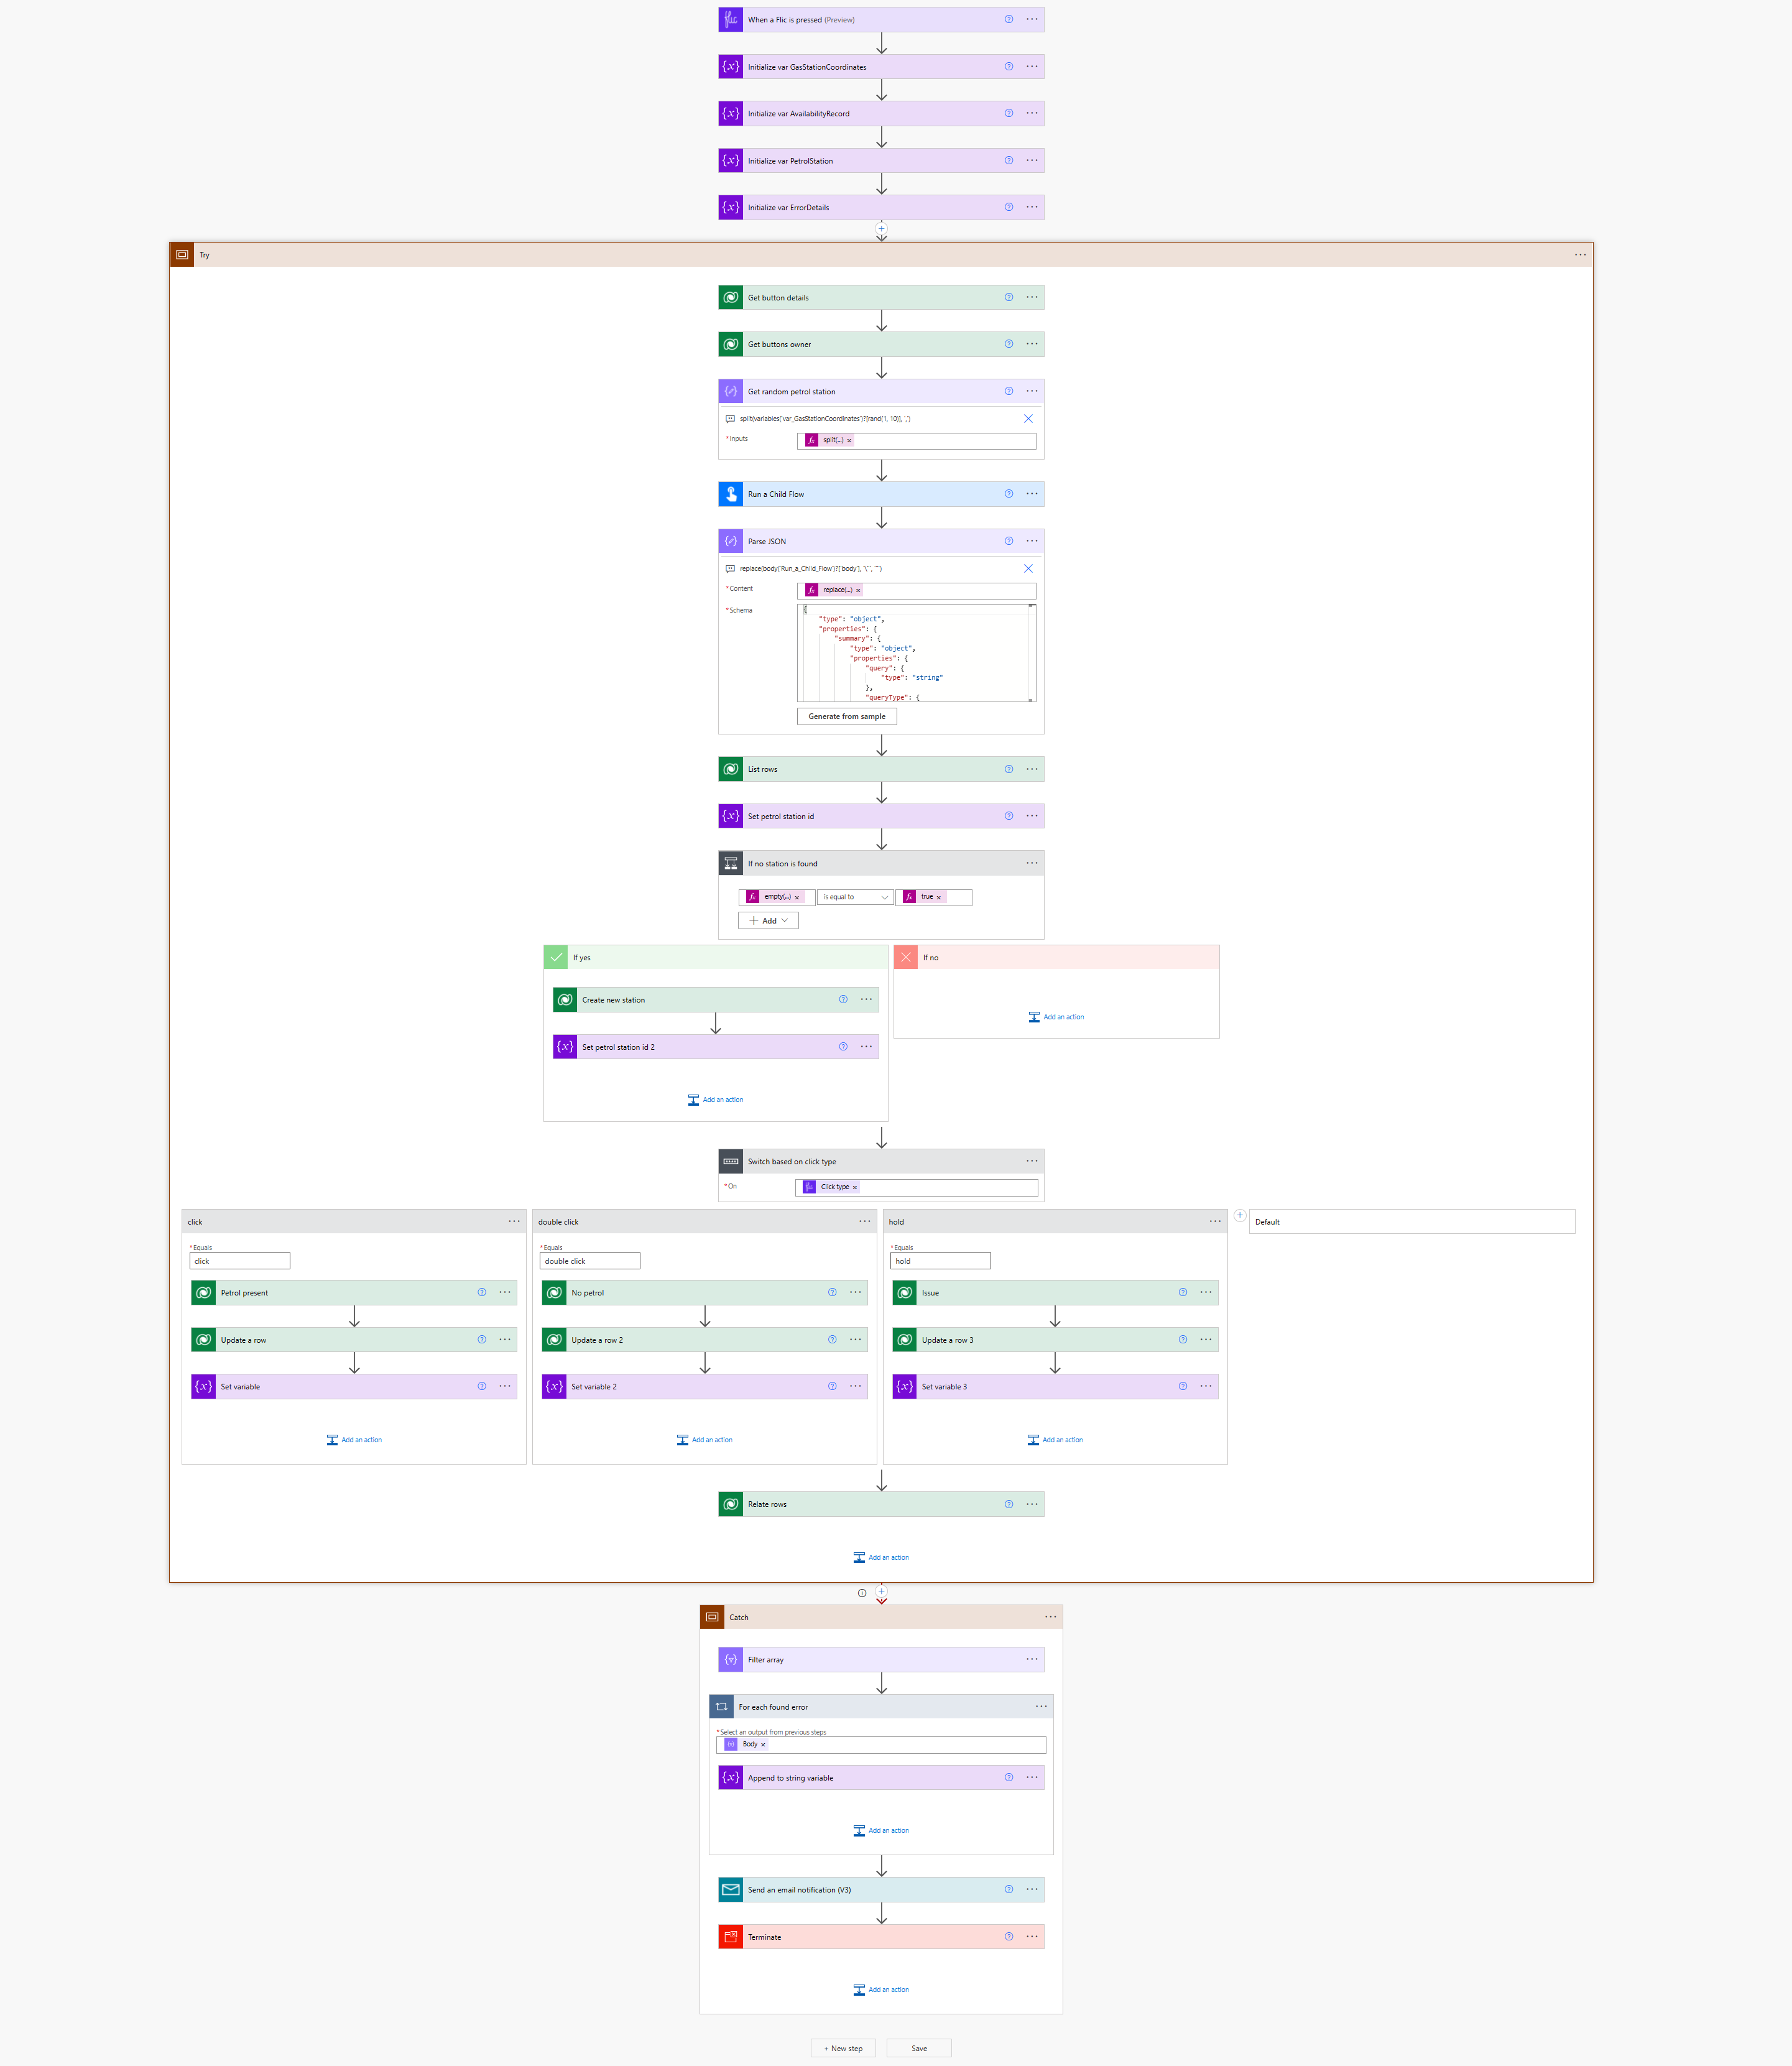 flic When a Flic is pressed (Preview)
{x} Initialize var GasStationCoordinates
{x} Initialize var AvailabilityRecord
{x} Initialize var PetrolStation
{x} Initialize var ErrorDetails
Try
Get button details
Get buttons owner
Get random petrol station
split(variables('var_GasStationCoordinates')?[rand(1, 10)], ',')
* Inputs
fx split(...) ×
Run a Child Flow
Parse JSON
replace(body('Run_a_Child_Flow')?['body'], '\"', '"')
* Content
fx replace(...) ×
* Schema
{
"type": "object",
"properties": {
"summary": {
"type": "object",
"properties": {
"query": {
"type": "string"
},
"queryType": {
Generate from sample
List rows
{x} Set petrol station id
If no station is found
fx empty(...) × is equal to fx true ×
+ Add
If yes
If no
Create new station
Add an action
{x} Set petrol station id 2
Add an action
Switch based on click type
* On
Click type ×
click
double click
hold
Default
* Equals
click
* Equals
double click
* Equals
hold
Petrol present
No petrol
Issue
Update a row
Update a row 2
Update a row 3
{x} Set variable
{x} Set variable 2
{x} Set variable 3
Add an action
Add an action
Add an action
Relate rows
Add an action
Catch
Filter array
For each found error
* Select an output from previous steps
Body ×
{x} Append to string variable
Add an action
Send an email notification (V3)
Terminate
Add an action
+ New step
Save